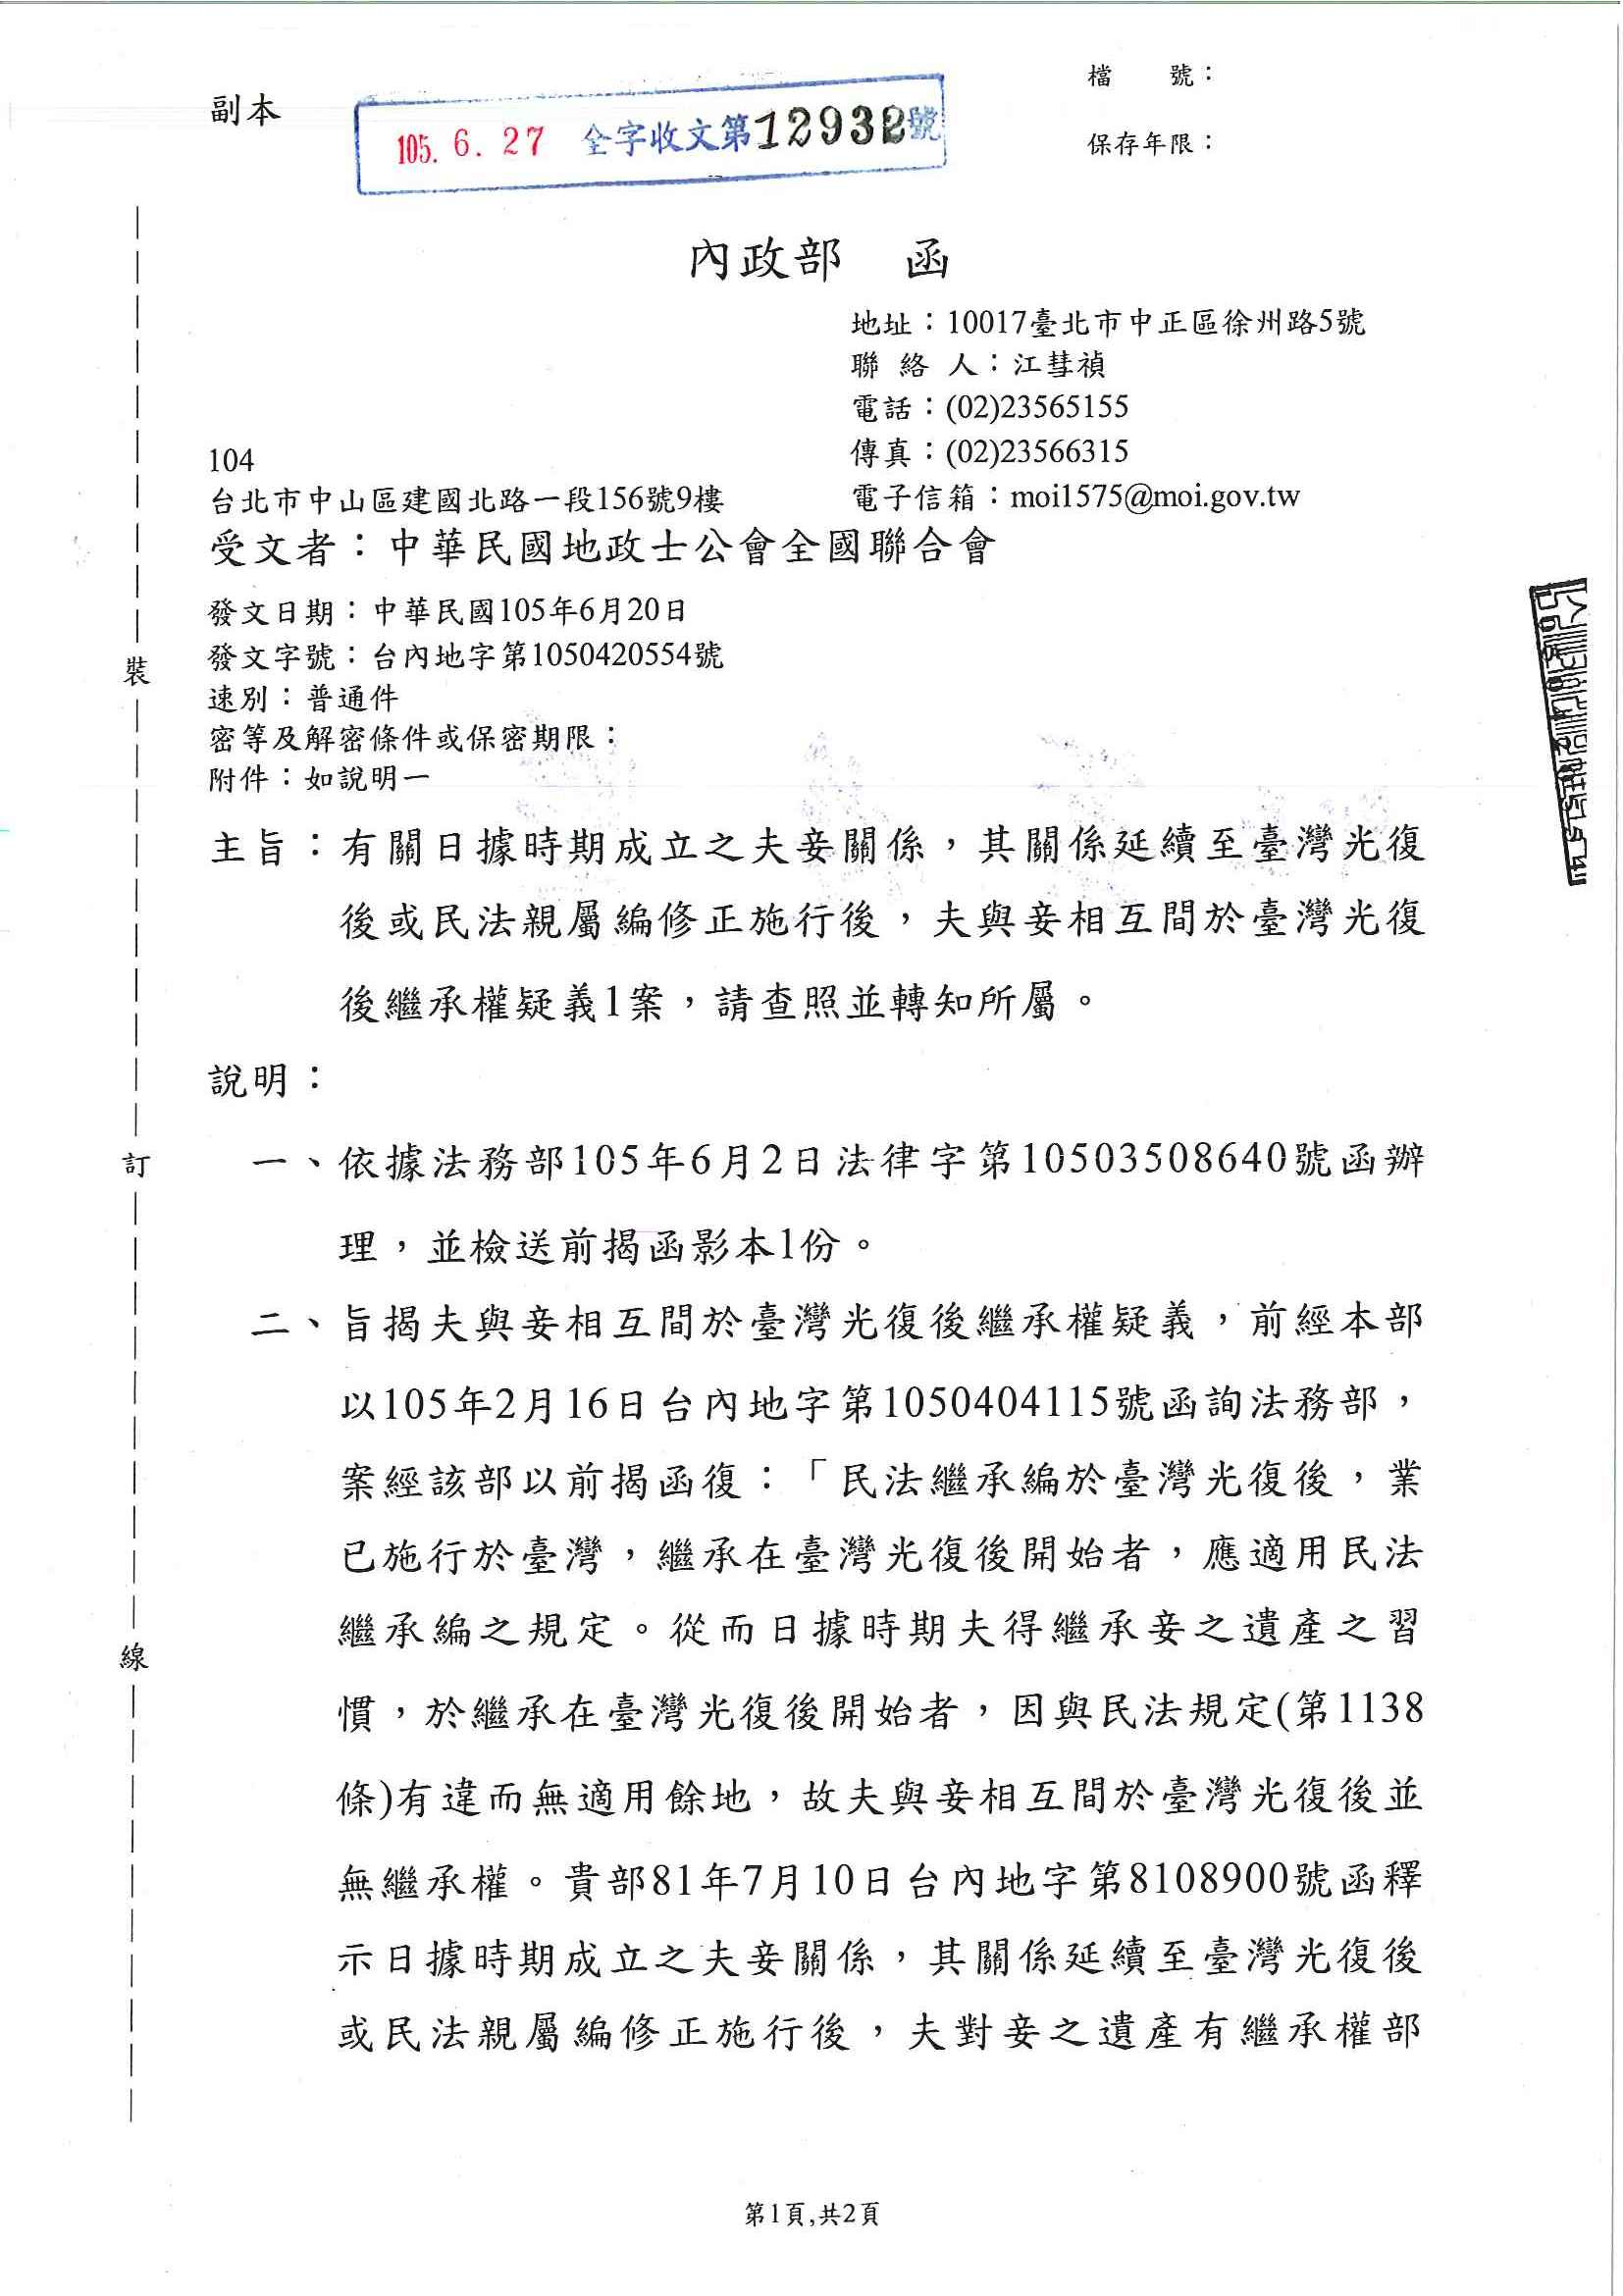 副本
105. 6. 27 全字收文第12932號
檔 號：
保存年限：
內政部 函
地址：10017臺北市中正區徐州路5號
聯 絡 人：江彗禎
電話：(02)23565155
傳真：(02)23566315
電子信箱：moi1575@moi.gov.tw
104
台北市中山區建國北路一段156號9樓
受文者：中華民國地政士公會全國聯合會
發文日期：中華民國105年6月20日
發文字號：台內地字第1050420554號
速別：普通件
密等及解密條件或保密期限：
附件：如說明一
主旨：有關日據時期成立之夫妾關係，其關係延續至臺灣光復
後或民法親屬編修正施行後，夫與妾相互間於臺灣光復
後繼承權疑義1案，請查照並轉知所屬。
說明：
一、依據法務部105年6月2日法律字第10503508640號函辦
理，並檢送前揭函影本1份。
二、旨揭夫與妾相互間於臺灣光復後繼承權疑義，前經本部
以105年2月16日台內地字第1050404115號函詢法務部，
案經該部以前揭函復：「民法繼承編於臺灣光復後，業
已施行於臺灣，繼承在臺灣光復後開始者，應適用民法
繼承編之規定。從而日據時期夫得繼承妾之遺產之習
慣，於繼承在臺灣光復後開始者，因與民法規定(第1138
條)有違而無適用餘地，故夫與妾相互間於臺灣光復後並
無繼承權。貴部81年7月10日台內地字第8108900號函釋
示日據時期成立之夫妾關係，其關係延續至臺灣光復後
或民法親屬編修正施行後，夫對妾之遺產有繼承權部
裝
訂
線
第1頁,共2頁